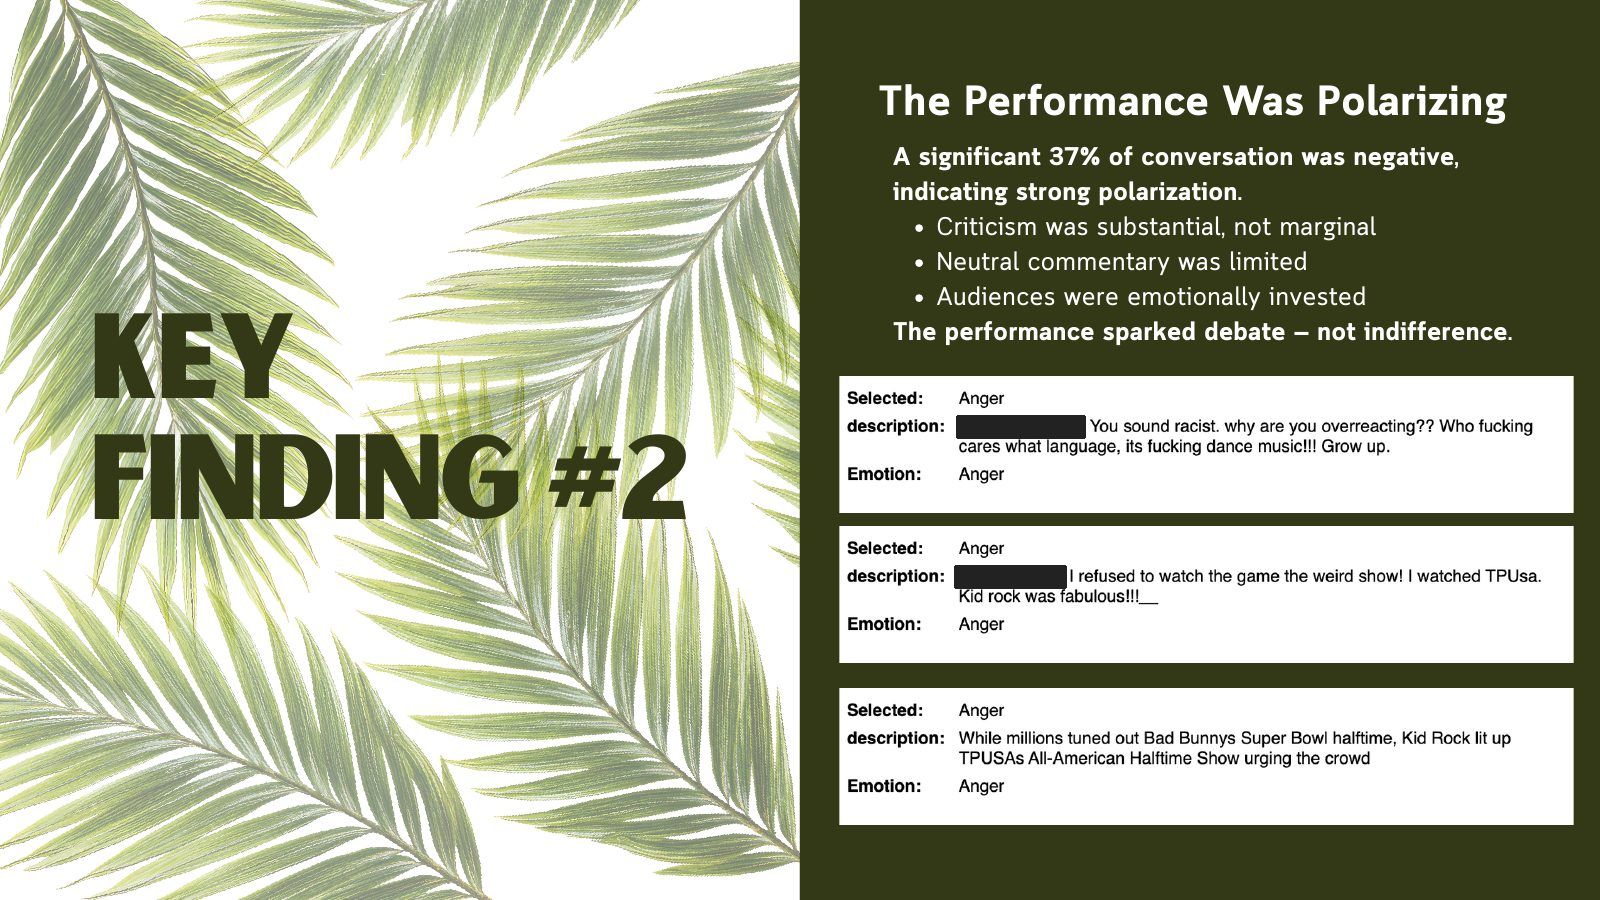 KEY
FINDING #2
The Performance Was Polarizing
A significant 37% of conversation was negative,
indicating strong polarization.
• Criticism was substantial, not marginal
• Neutral commentary was limited
• Audiences were emotionally invested
The performance sparked debate – not indifference.
Selected: Anger
description: You sound racist. why are you overreacting?? Who fucking
cares what language, its fucking dance music!!! Grow up.
Emotion: Anger
Selected: Anger
description: I refused to watch the game the weird show! I watched TPUsa.
Kid rock was fabulous!!!__
Emotion: Anger
Selected: Anger
description: While millions tuned out Bad Bunnys Super Bowl halftime, Kid Rock lit up
TPUSAs All-American Halftime Show urging the crowd
Emotion: Anger